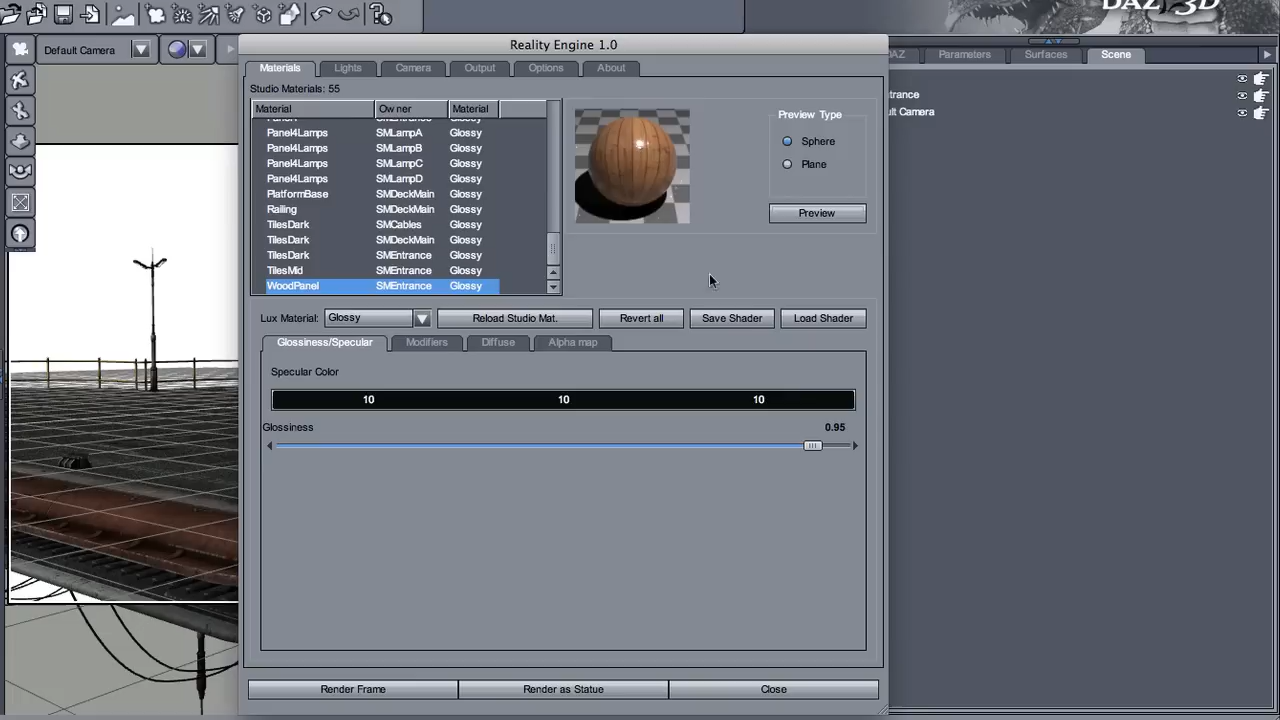 DAZ 3D
Default Camera
Reality Engine 1.0
Materials Lights Camera Output Options About
DAZ Parameters Surfaces Scene
Studio Materials: 55
Material Owner Material
Panel4Lamps SMLampA Glossy
Panel4Lamps SMLampB Glossy
Panel4Lamps SMLampC Glossy
Panel4Lamps SMLampD Glossy
PlatformBase SMDeckMain Glossy
Railing SMDeckMain Glossy
TilesDark SMCables Glossy
TilesDark SMDeckMain Glossy
TilesDark SMEntrance Glossy
TilesMid SMEntrance Glossy
WoodPanel SMEntrance Glossy
Preview Type
Sphere
Plane
Preview
trance
lt Camera
Lux Material: Glossy Reload Studio Mat. Revert all Save Shader Load Shader
Glossiness/Specular Modifiers Diffuse Alpha map
Specular Color
10 10 10
Glossiness 0.95
Render Frame Render as Statue Close